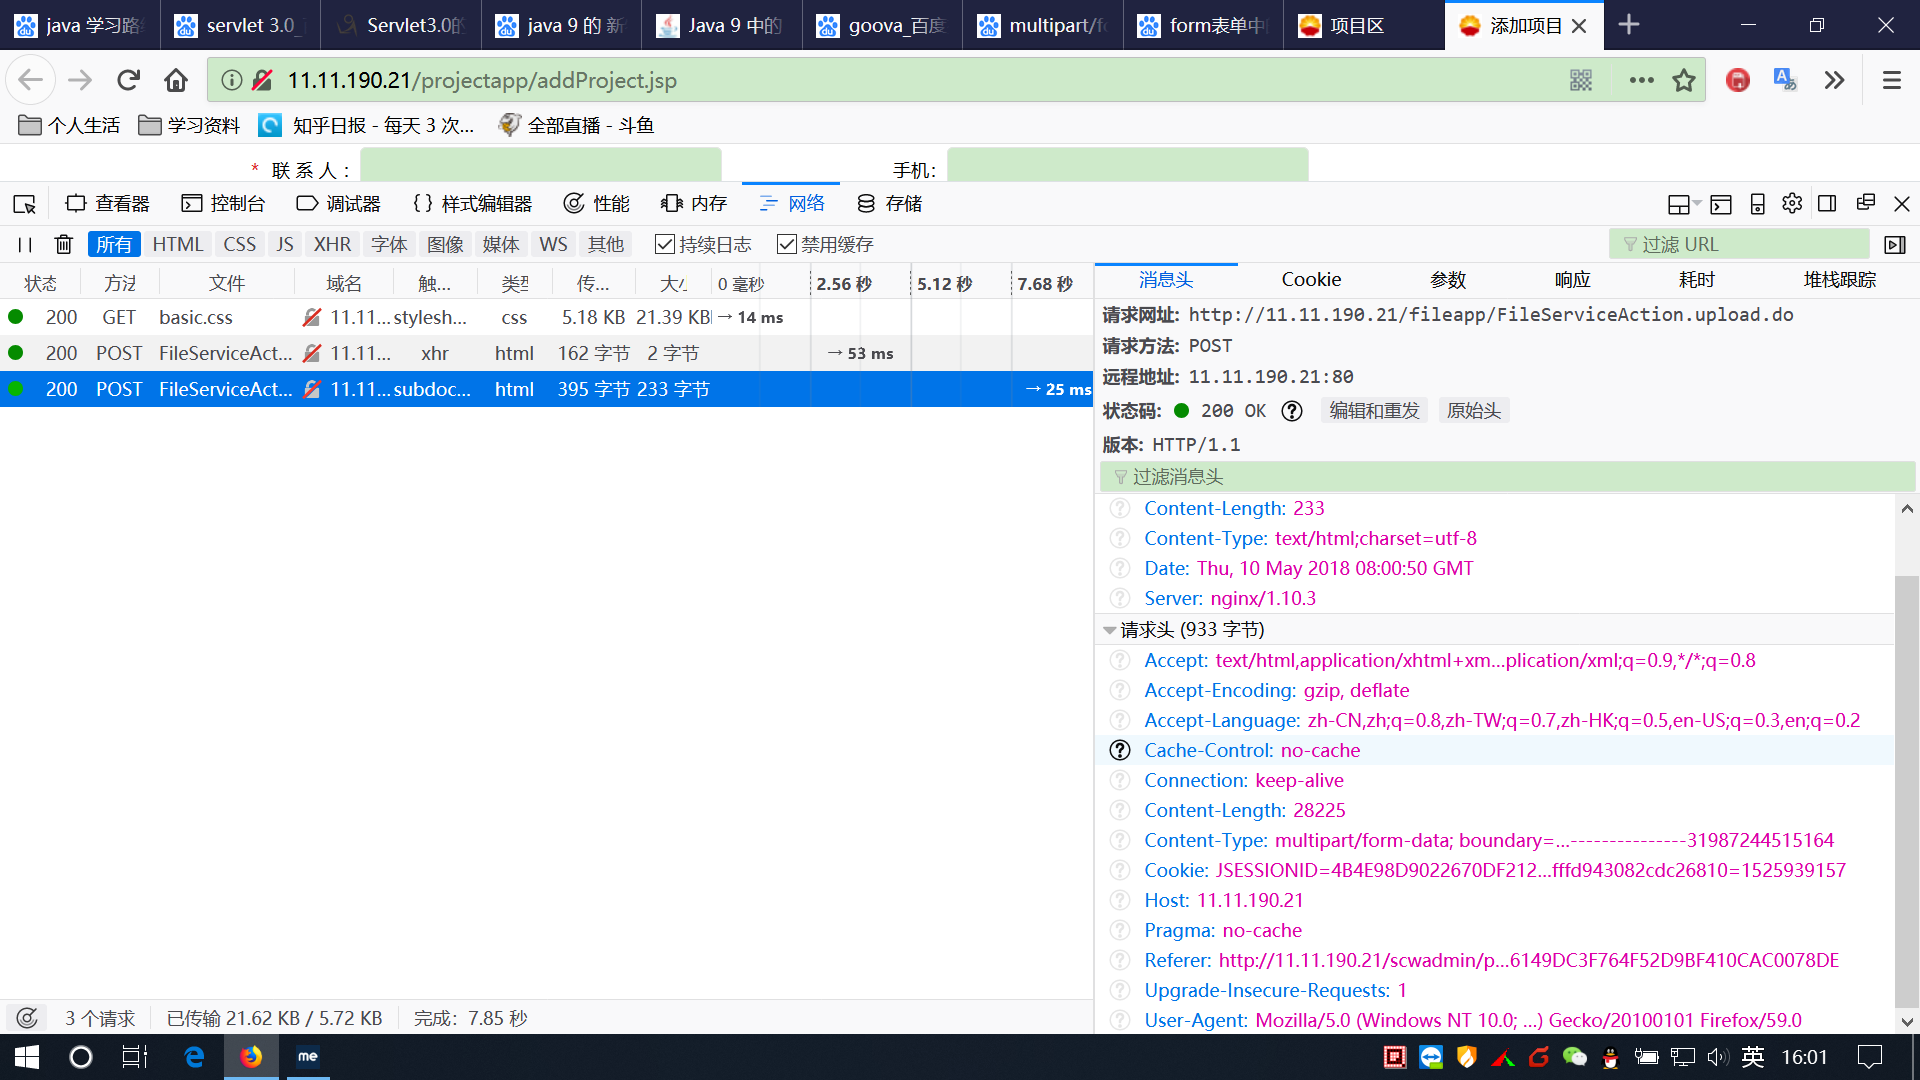 java 学习路线
servlet 3.0_
Servlet3.0的
java 9 的 新
Java 9 中的
goova_百度
multipart/fo
form表单中
项目区
添加项目
11.11.190.21/projectapp/addProject.jsp
个人生活
学习资料
知乎日报 - 每天 3 次...
全部直播 - 斗鱼
* 联 系 人：
手机：
查看器
控制台
调试器
{} 样式编辑器
性能
内存
网络
存储
所有 HTML CSS JS XHR 字体 图像 媒体 WS 其他 持续日志 禁用缓存
过滤 URL
状态 方法 文件 域名 触... 类型 传... 大小 0 毫秒 2.56 秒 5.12 秒 7.68 秒
200 GET basic.css 11.11... stylesh... css 5.18 KB 21.39 KB → 14 ms
200 POST FileServiceAct... 11.11... xhr html 162 字节 2 字节 → 53 ms
200 POST FileServiceAct... 11.11... subdoc... html 395 字节 233 字节 → 25 ms
消息头 Cookie 参数 响应 耗时 堆栈跟踪
请求网址: http://11.11.190.21/fileapp/FileServiceAction.upload.do
请求方法: POST
远程地址: 11.11.190.21:80
状态码: 200 OK 编辑和重发 原始头
版本: HTTP/1.1
过滤消息头
Content-Length: 233
Content-Type: text/html;charset=utf-8
Date: Thu, 10 May 2018 08:00:50 GMT
Server: nginx/1.10.3
请求头 (933 字节)
Accept: text/html,application/xhtml+xm...plication/xml;q=0.9,*/*;q=0.8
Accept-Encoding: gzip, deflate
Accept-Language: zh-CN,zh;q=0.8,zh-TW;q=0.7,zh-HK;q=0.5,en-US;q=0.3,en;q=0.2
Cache-Control: no-cache
Connection: keep-alive
Content-Length: 28225
Content-Type: multipart/form-data; boundary=...---------------31987244515164
Cookie: JSESSIONID=4B4E98D9022670DF212...fffd943082cdc26810=1525939157
Host: 11.11.190.21
Pragma: no-cache
Referer: http://11.11.190.21/scwadmin/p...6149DC3F764F52D9BF410CAC0078DE
Upgrade-Insecure-Requests: 1
User-Agent: Mozilla/5.0 (Windows NT 10.0; ...) Gecko/20100101 Firefox/59.0
3 个请求
已传输 21.62 KB / 5.72 KB
完成：7.85 秒
me
英
16:01